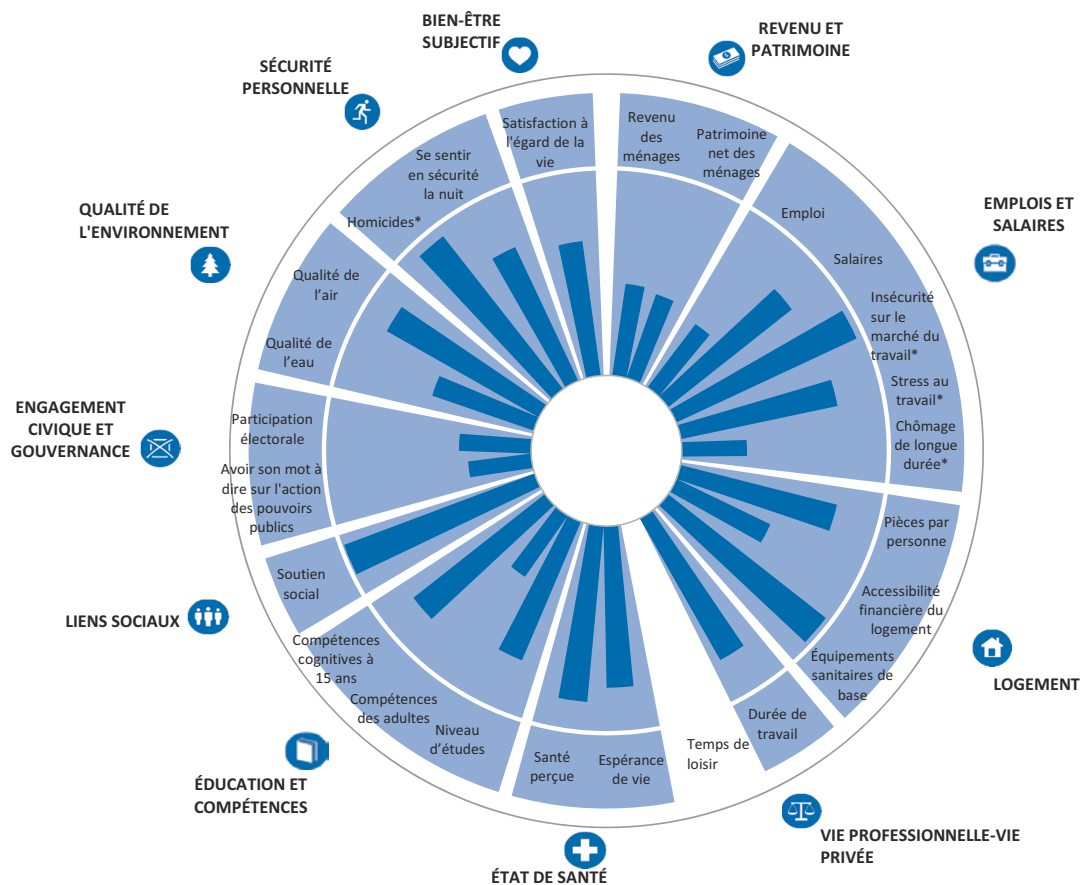 BIEN-ÊTRE
SUBJECTIF
REVENU ET
PATRIMOINE
SÉCURITÉ
PERSONNELLE
QUALITÉ DE
L'ENVIRONNEMENT
EMPLOIS ET
SALAIRES
ENGAGEMENT
CIVIQUE ET
GOUVERNANCE
LIENS SOCIAUX
LOGEMENT
ÉDUCATION ET
COMPÉTENCES
VIE PROFESSIONNELLE-VIE
PRIVÉE
ÉTAT DE SANTÉ
Satisfaction à
l'égard de la
vie
Revenu
des
ménages
Patrimoine
net des
ménages
Emploi
Salaires
Insécurité
sur le
marché du
travail*
Stress au
travail*
Chômage
de longue
durée*
Pièces par
personne
Accessibilité
financière du
logement
Équipements
sanitaires de
base
Durée de
travail
Temps de
loisir
Espérance
de vie
Santé
perçue
Niveau
d’études
Compétences
des adultes
Compétences
cognitives à
15 ans
Soutien
social
Avoir son mot à
dire sur l'action
des pouvoirs
publics
Participation
électorale
Qualité de
l’eau
Qualité de
l’air
Homicides*
Se sentir
en sécurité
la nuit